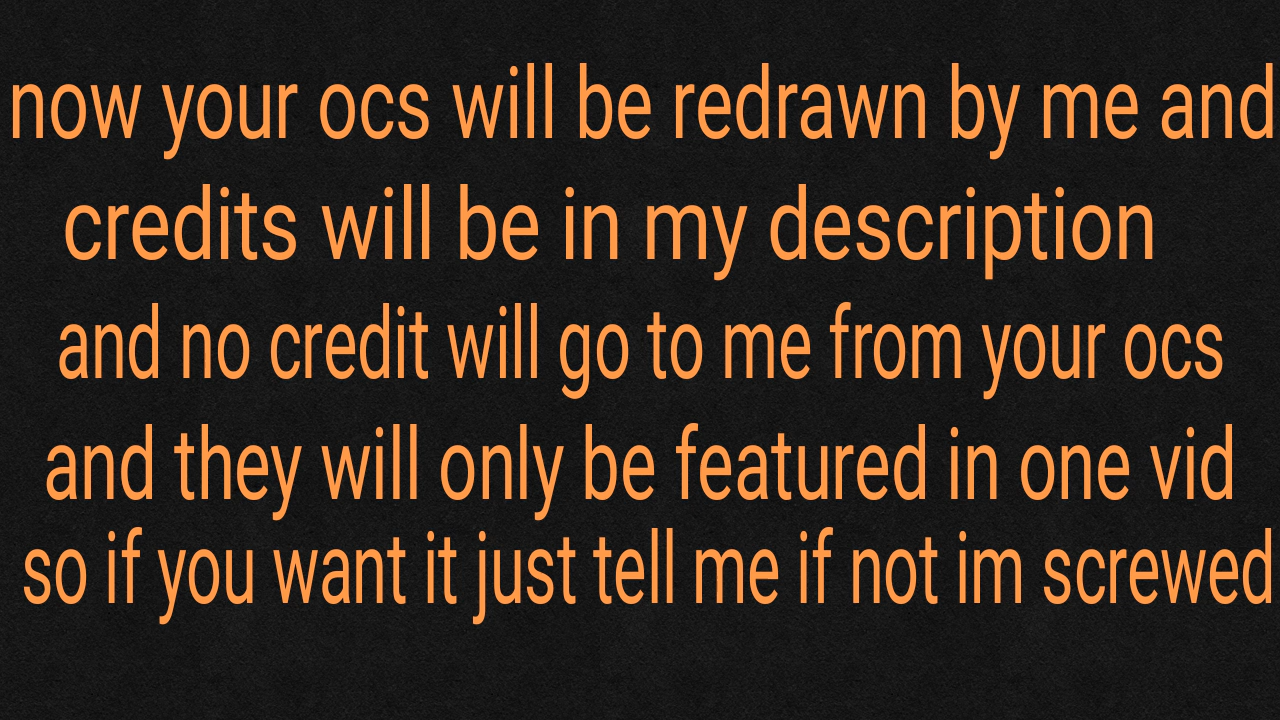 now your ocs will be redrawn by me and
credits will be in my description
and no credit will go to me from your ocs
and they will only be featured in one vid
so if you want it just tell me if not im screwed